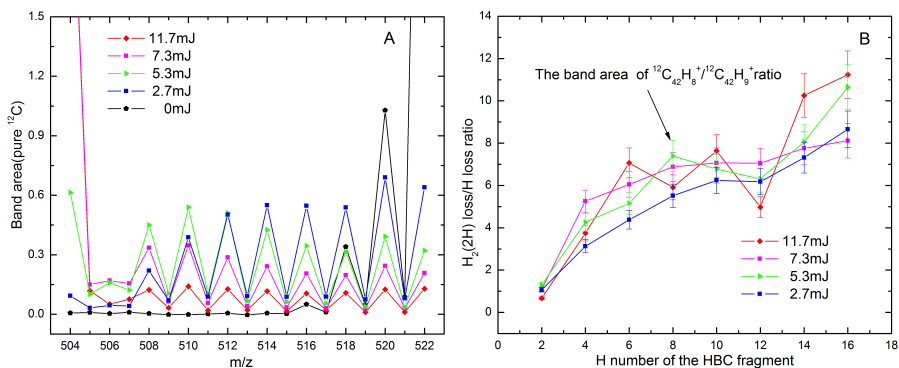 A
11.7mJ
7.3mJ
5.3mJ
2.7mJ
0mJ
Band area(pure ¹²C)
1.5
1.2
0.9
0.6
0.3
0.0
504 506 508 510 512 514 516 518 520 522
m/z
B
The band area of ¹²C₄₂H₈⁺/¹²C₄₂H₉⁺ratio
11.7mJ
7.3mJ
5.3mJ
2.7mJ
H₂(2H) loss/H loss ratio
14
12
10
8
6
4
2
0
0 2 4 6 8 10 12 14 16 18
H number of the HBC fragment